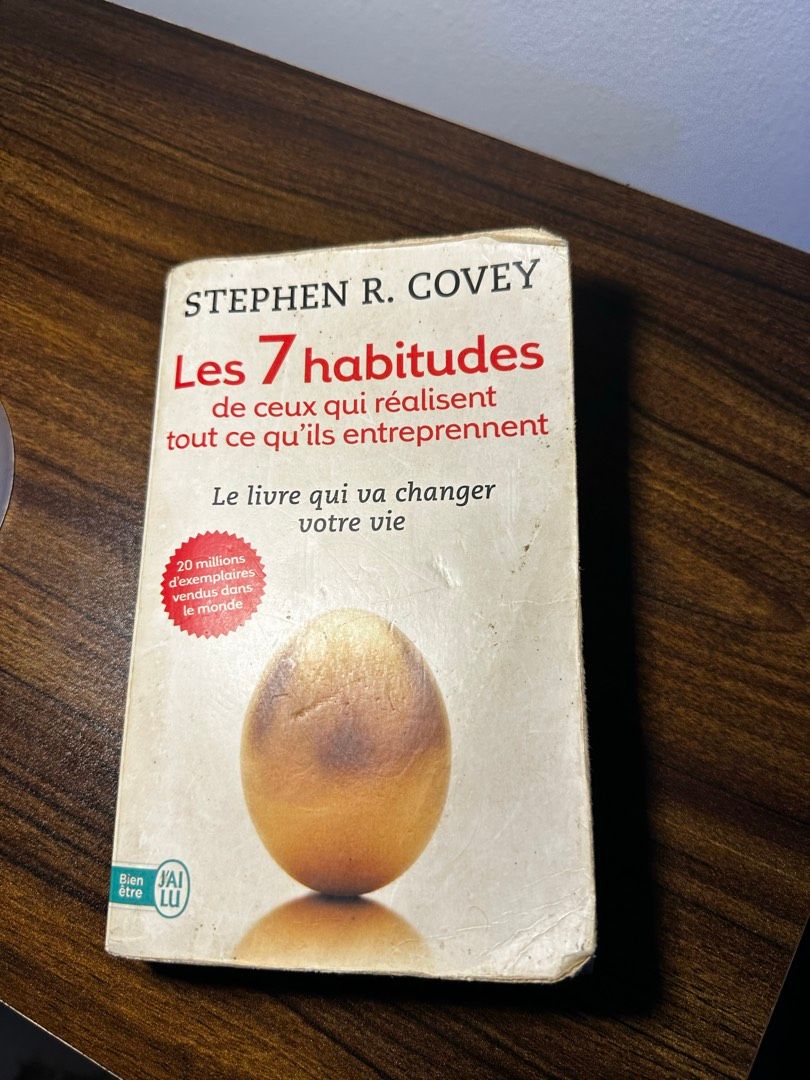 STEPHEN R. COVEY
Les 7 habitudes
de ceux qui réalisent
tout ce qu'ils entreprennent
Le livre qui va changer
votre vie
20 millions
d'exemplaires
vendus dans
le monde
Bien
être
J'AI
LU